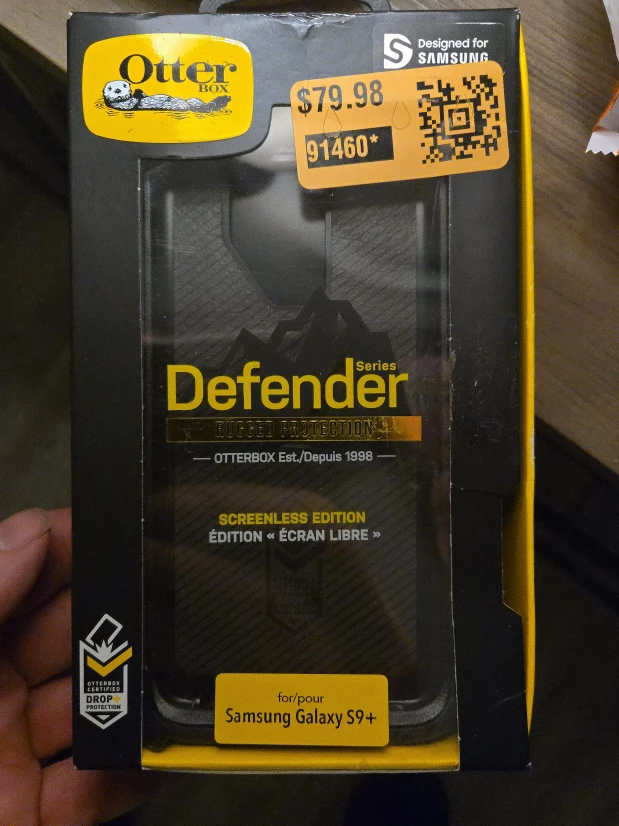 Otter
BOX
Designed for
SAMSUNG
$79.98
91460*
Defender
Series
RUGGED PROTECTION
OTTERBOX Est./Depuis 1998
SCREENLESS EDITION
ÉDITION « ÉCRAN LIBRE »
OTTERBOX
CERTIFIED
DROP+
PROTECTION
for/pour
Samsung Galaxy S9+